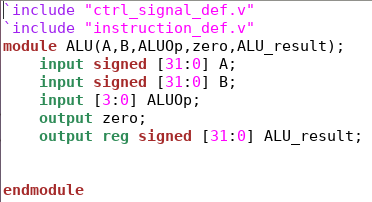 `include "ctrl_signal_def.v"
`include "instruction_def.v"
module ALU(A,B,ALUOp,zero,ALU_result);
    input signed [31:0] A;
    input signed [31:0] B;
    input [3:0] ALUOp;
    output zero;
    output reg signed [31:0] ALU_result;
endmodule